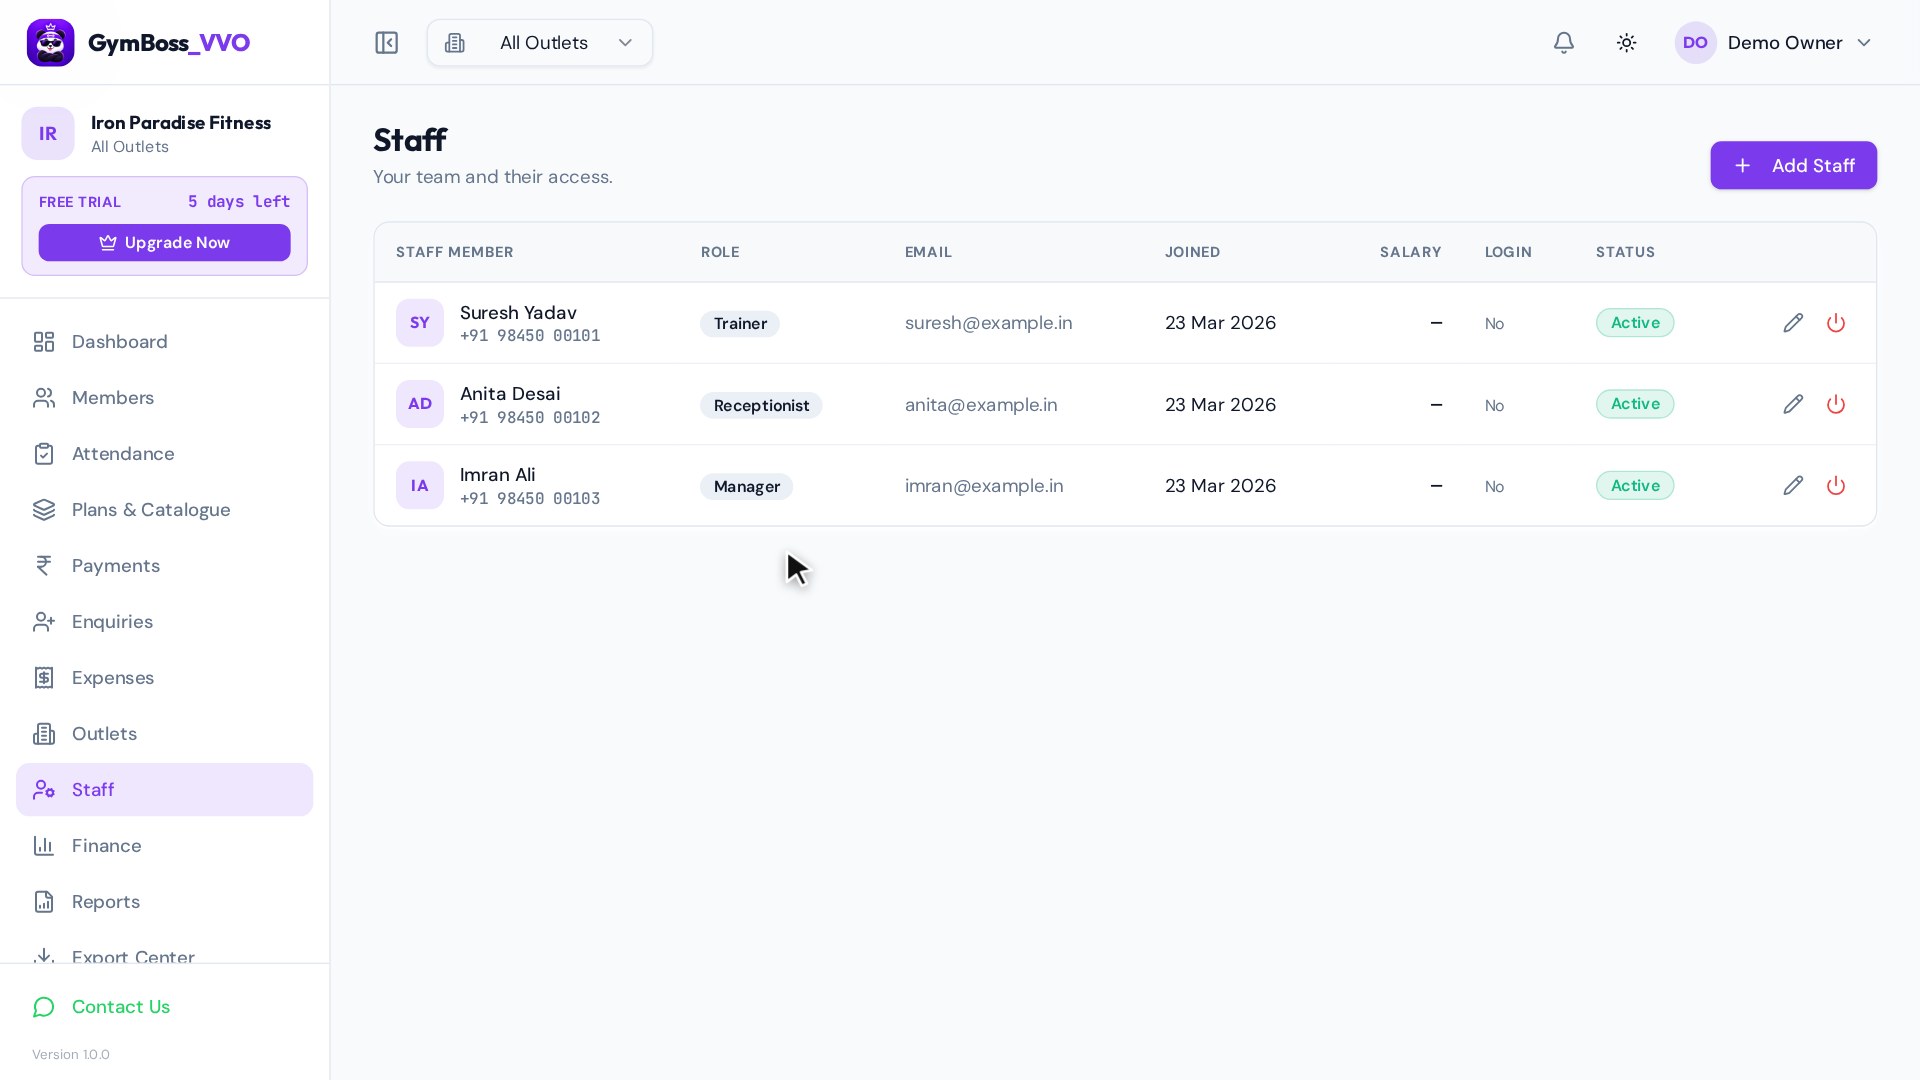 GymBoss_VVO
All Outlets
DO Demo Owner
IR
Iron Paradise Fitness
All Outlets
FREE TRIAL 5 days left
Upgrade Now
Dashboard
Members
Attendance
Plans & Catalogue
Payments
Enquiries
Expenses
Outlets
Staff
Finance
Reports
Export Center
Contact Us
Version 1.0.0
Staff
Your team and their access.
+ Add Staff
STAFF MEMBER ROLE EMAIL JOINED SALARY LOGIN STATUS
SY Suresh Yadav Trainer suresh@example.in 23 Mar 2026 – No Active
+91 98450 00101
AD Anita Desai Receptionist anita@example.in 23 Mar 2026 – No Active
+91 98450 00102
IA Imran Ali Manager imran@example.in 23 Mar 2026 – No Active
+91 98450 00103